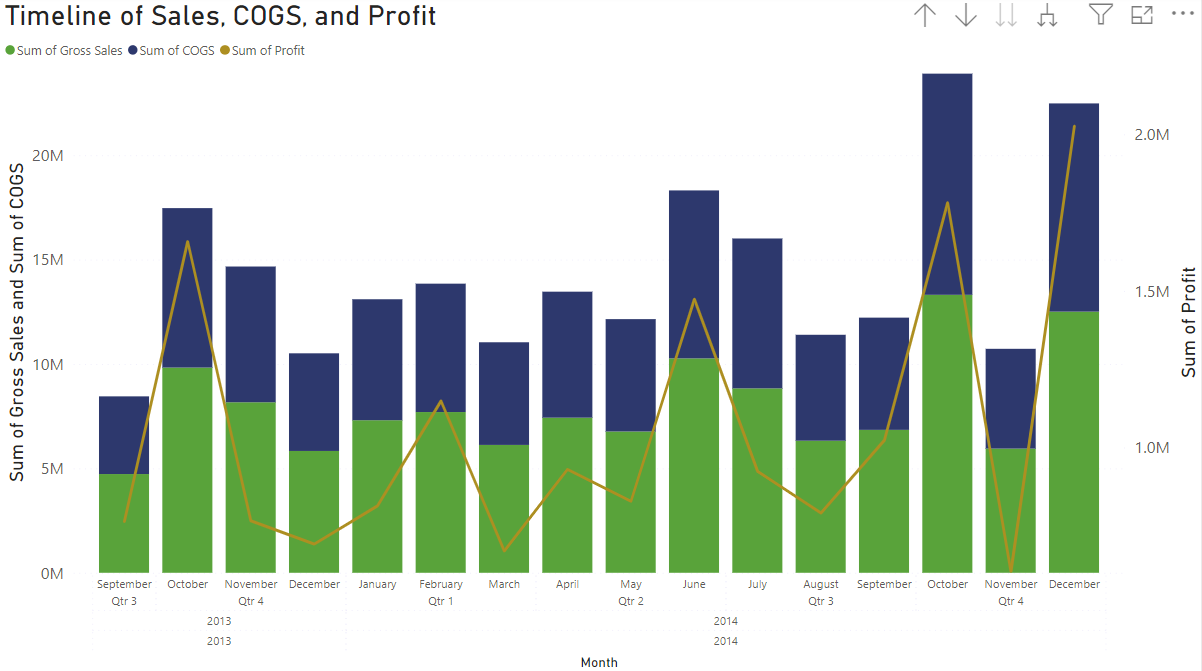 Timeline of Sales, COGS, and Profit
Sum of Gross Sales Sum of COGS Sum of Profit
Sum of Gross Sales and Sum of COGS
20M
15M
10M
5M
0M
2.0M
1.5M
1.0M
Sum of Profit
September October November December January February March April May June July August September October November December
Qtr 3 Qtr 4 Qtr 1 Qtr 2 Qtr 3 Qtr 4
2013 2014
2013 2014
Month